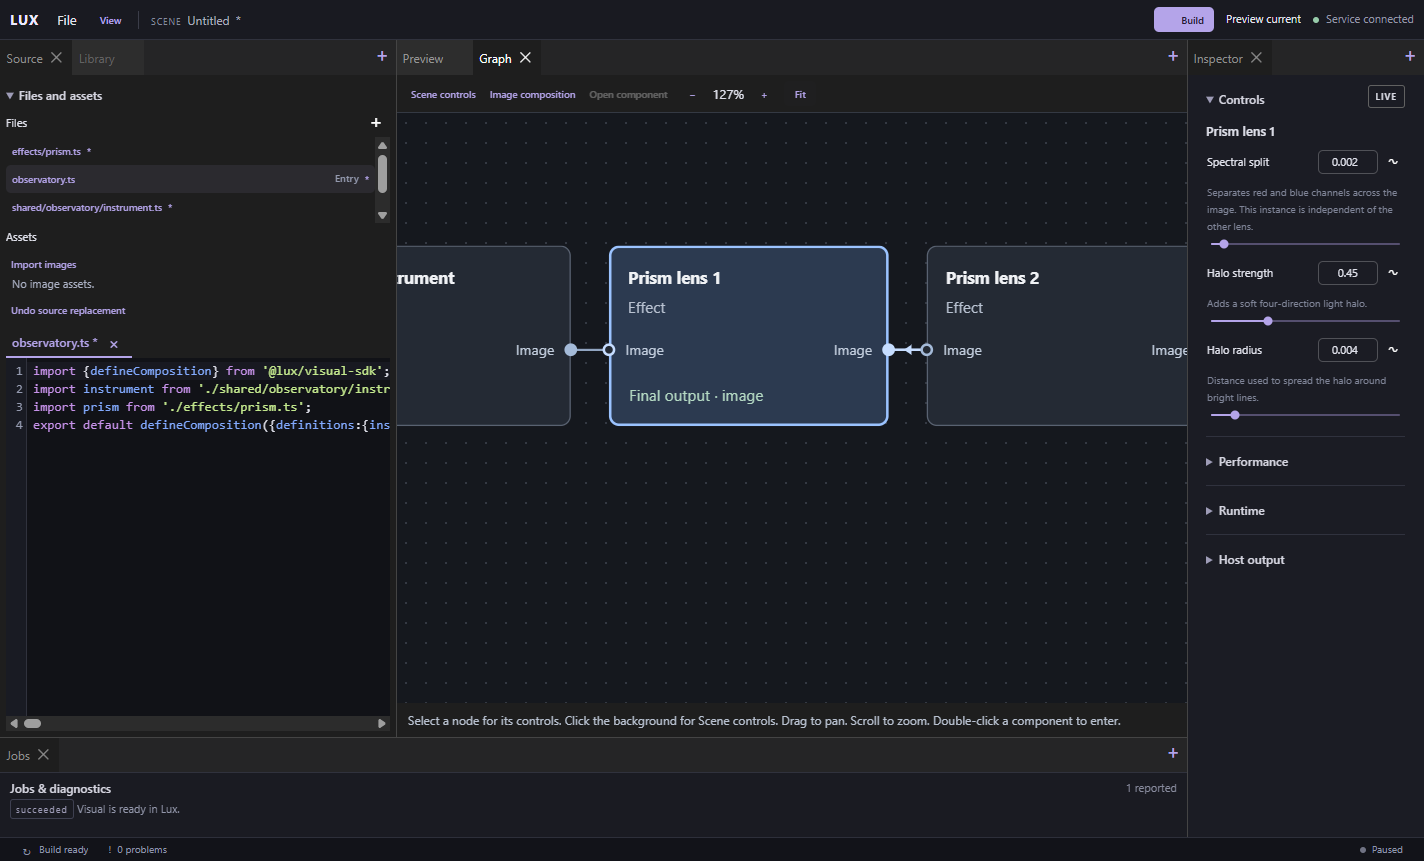 LUX File View SCENE Untitled * Build Preview current Service connected
Source Library + Preview Graph + Inspector +
Files and assets
Files +
effects/prism.ts *
observatory.ts Entry *
shared/observatory/instrument.ts *
Assets
Import images
No image assets.
Undo source replacement
observatory.ts * ×
1 import {defineComposition} from '@lux/visual-sdk';
2 import instrument from './shared/observatory/instr
3 import prism from './effects/prism.ts';
4 export default defineComposition({definitions:{ins
Scene controls Image composition Open component − 127% + Fit
rument
Image
Prism lens 1
Effect
Image Image
Final output · image
Prism lens 2
Effect
Image Image
Select a node for its controls. Click the background for Scene controls. Drag to pan. Scroll to zoom. Double-click a component to enter.
Controls LIVE
Prism lens 1
Spectral split 0.002
Separates red and blue channels across the
image. This instance is independent of the
other lens.
Halo strength 0.45
Adds a soft four-direction light halo.
Halo radius 0.004
Distance used to spread the halo around
bright lines.
Performance
Runtime
Host output
Jobs +
Jobs & diagnostics 1 reported
succeeded Visual is ready in Lux.
Build ready ! 0 problems Paused